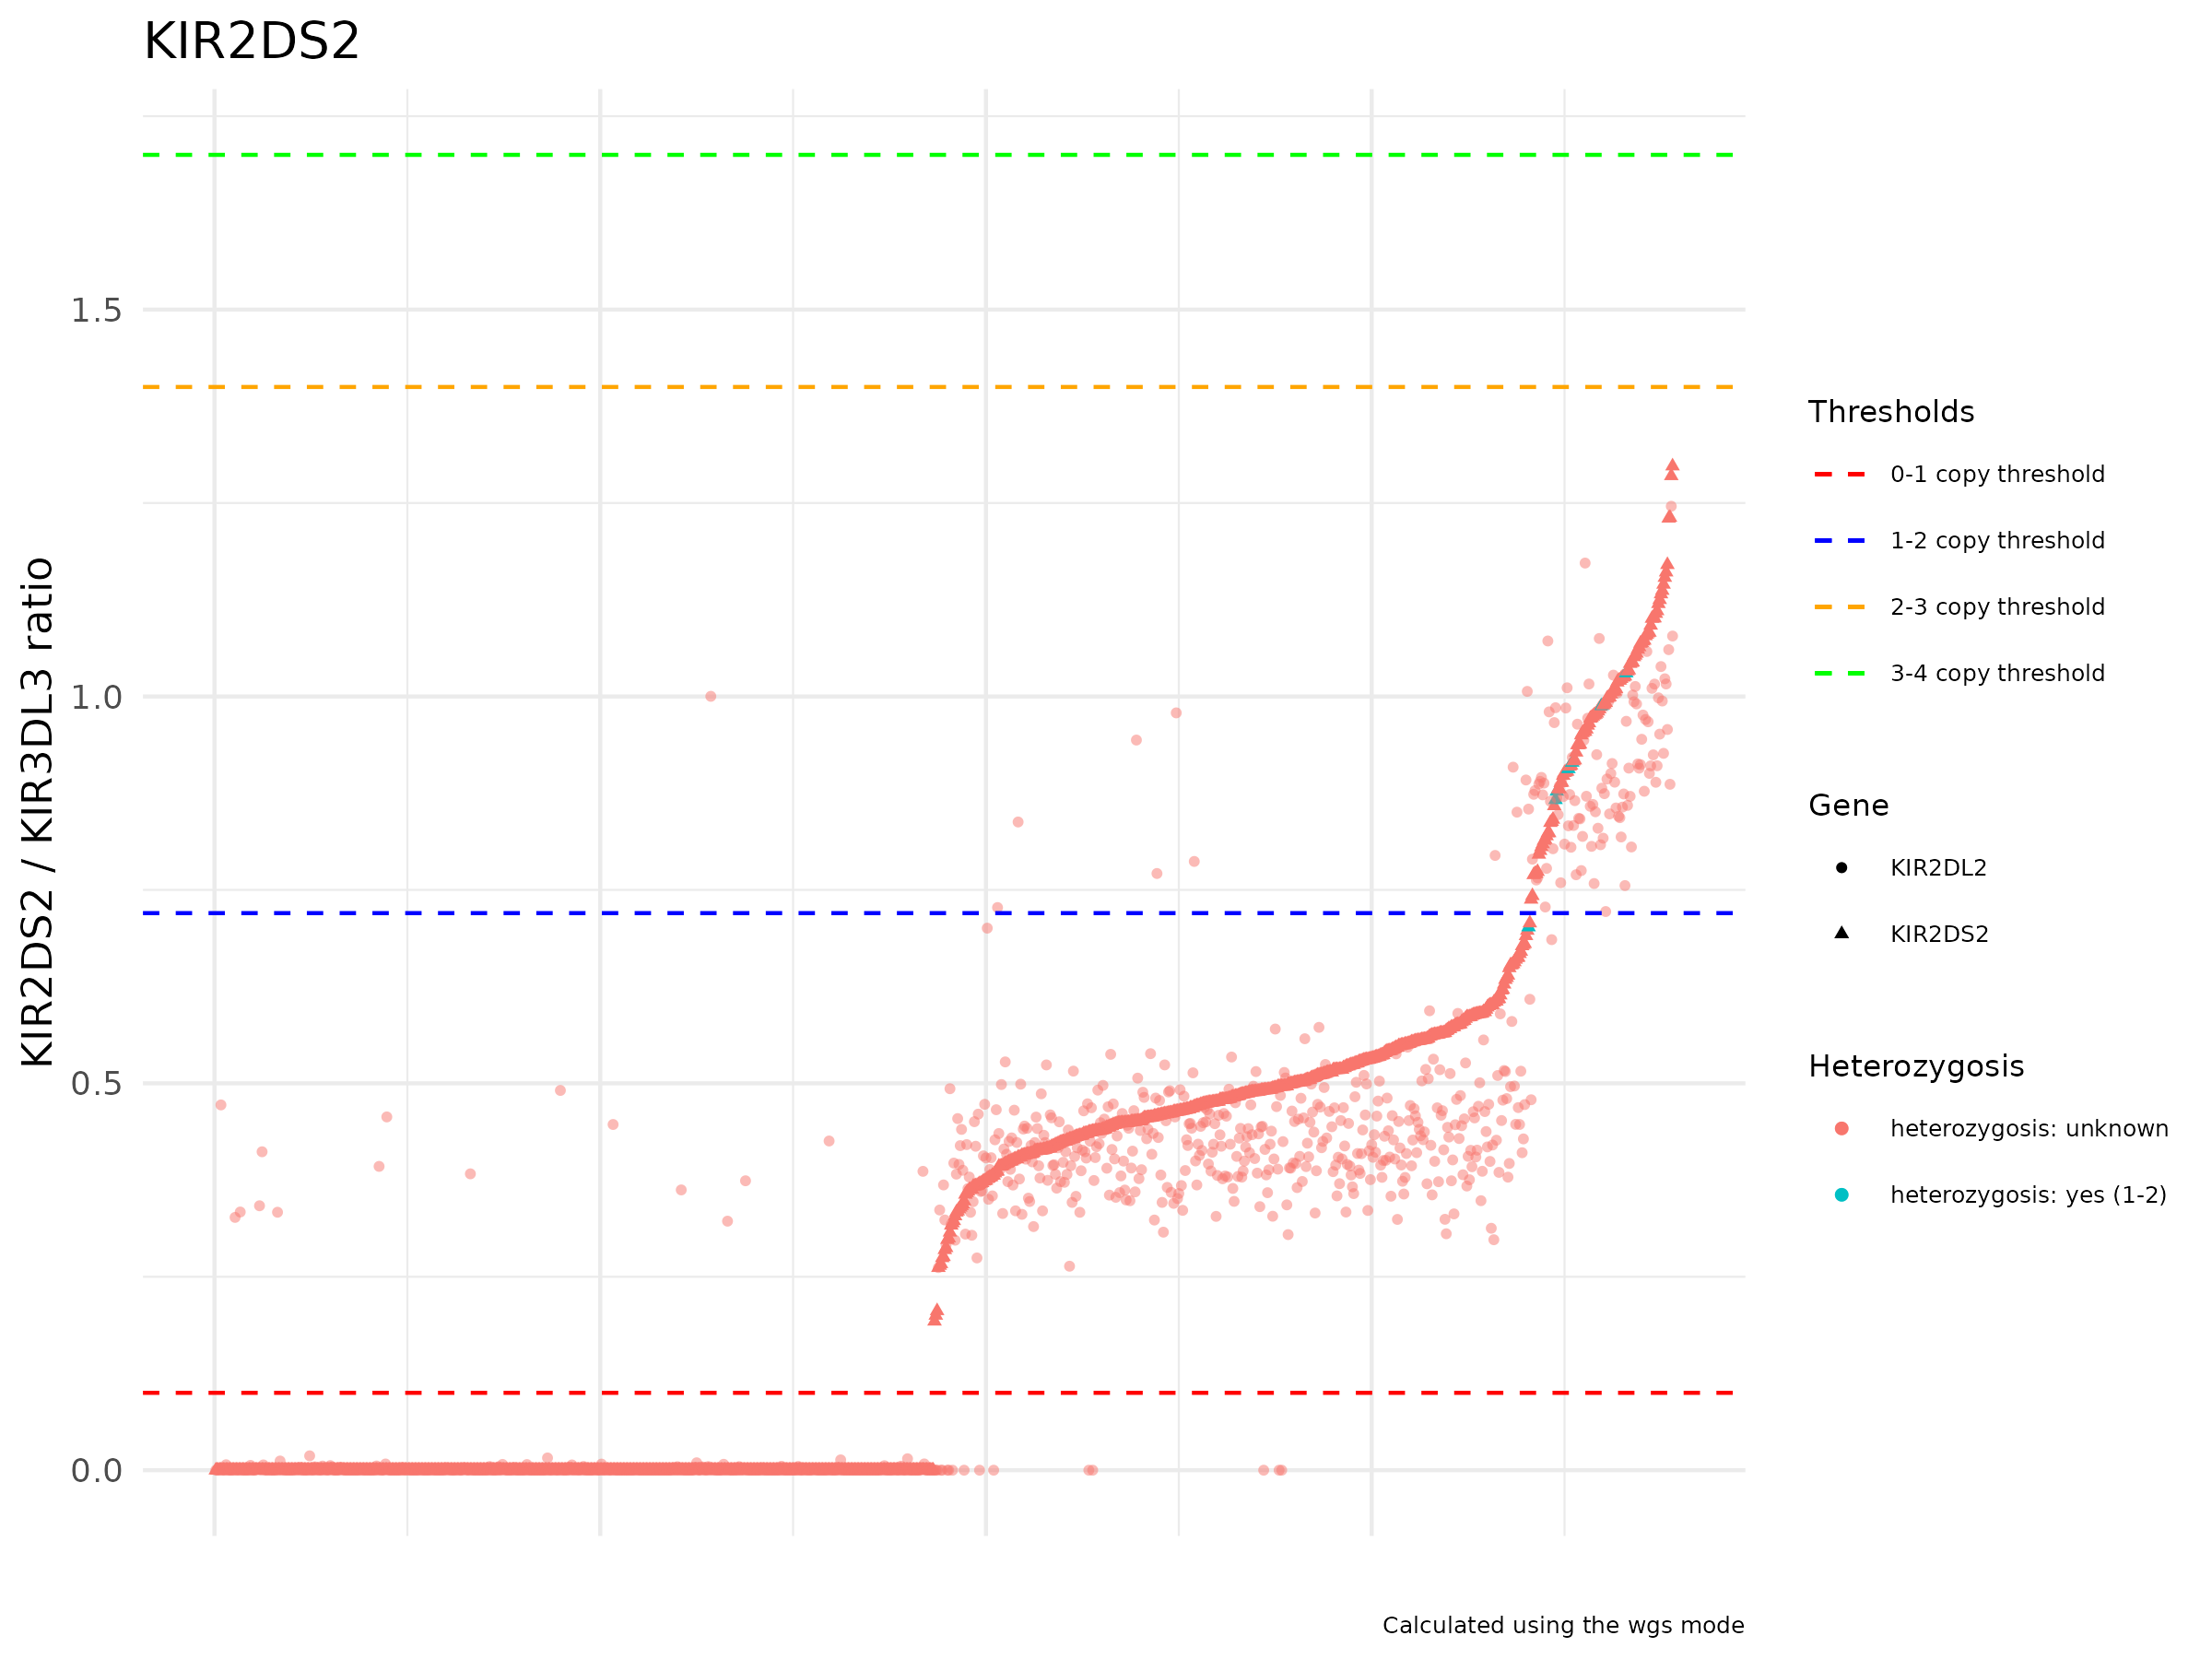 KIR2DS2
KIR2DS2 / KIR3DL3 ratio
1.5
1.0
0.5
0.0
Thresholds
0-1 copy threshold
1-2 copy threshold
2-3 copy threshold
3-4 copy threshold
Gene
KIR2DL2
KIR2DS2
Heterozygosis
heterozygosis: unknown
heterozygosis: yes (1-2)
Calculated using the wgs mode